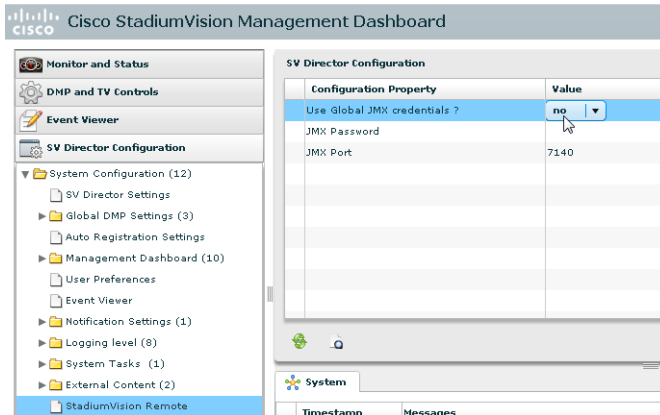 CISCO Cisco StadiumVision Management Dashboard
Monitor and Status
DMP and TV Controls
Event Viewer
SV Director Configuration
System Configuration (12)
SV Director Settings
Global DMP Settings (3)
Auto Registration Settings
Management Dashboard (10)
User Preferences
Event Viewer
Notification Settings (1)
Logging level (8)
System Tasks (1)
External Content (2)
StadiumVision Remote
SV Director Configuration
Configuration Property Value
Use Global JMX credentials ? no
JMX Password
JMX Port 7140
System
Timestamp Messages